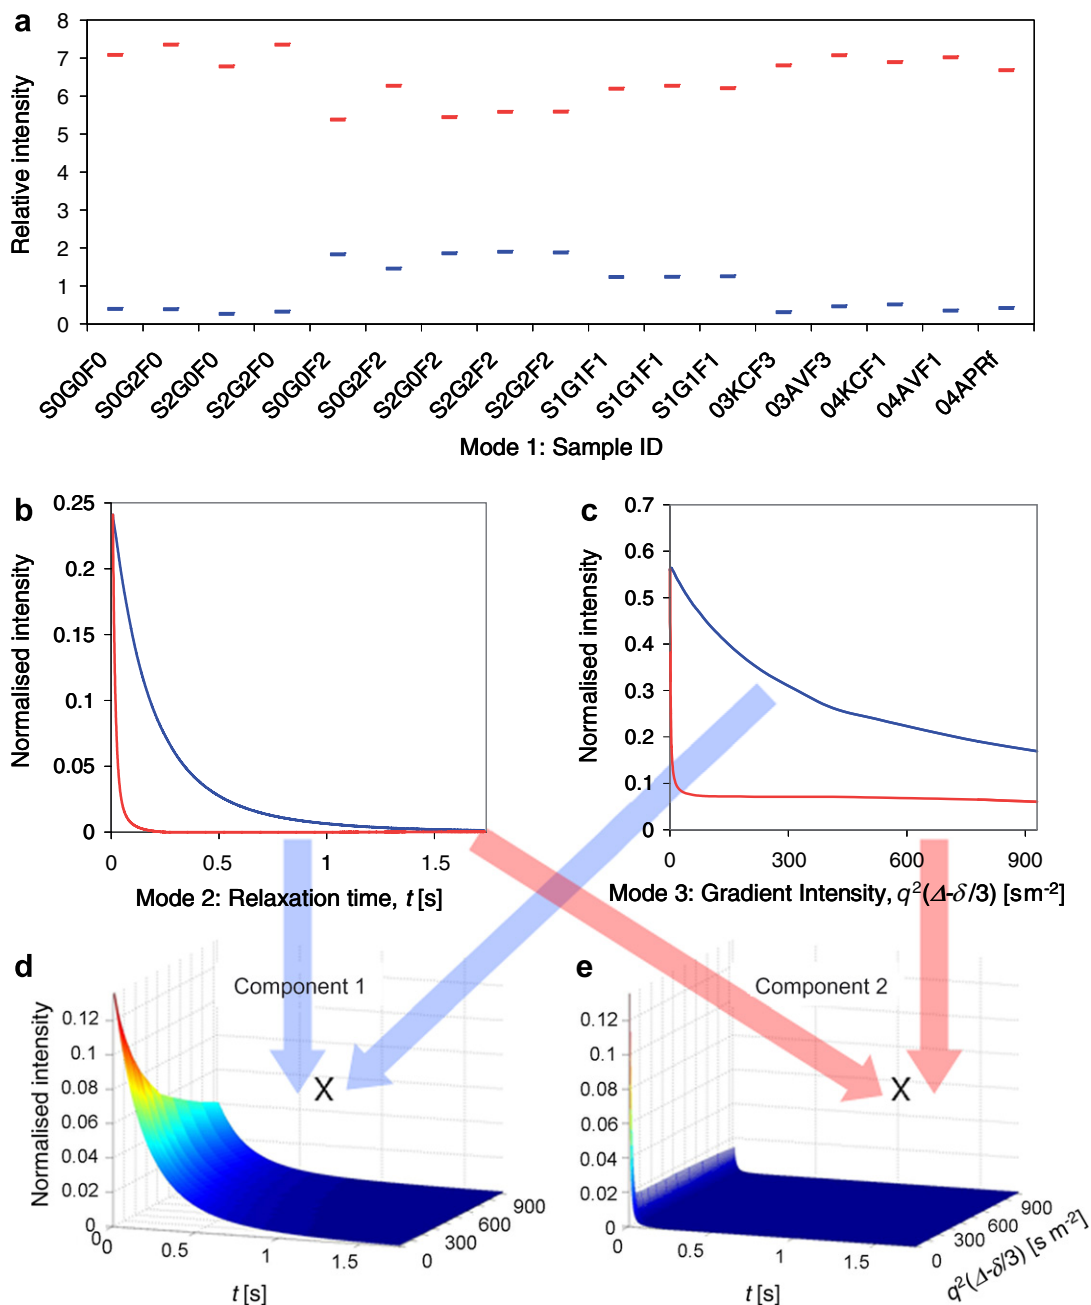 a
Relative intensity
8
7
6
5
4
3
2
1
0
S0G0F0
S0G2F0
S2G0F0
S2G2F0
S0G0F2
S0G2F2
S2G0F2
S2G2F2
S2G2F2
S1G1F1
S1G1F1
S1G1F1
03KCF3
03AVF3
04KCF1
04AVF1
04APRf
Mode 1: Sample ID
b
Normalised intensity
0.25
0.2
0.15
0.1
0.05
0
0 0.5 1 1.5
Mode 2: Relaxation time, t [s]
c
Normalised intensity
0.7
0.6
0.5
0.4
0.3
0.2
0.1
0
0 300 600 900
Mode 3: Gradient Intensity, q²(Δ-δ/3) [sm⁻²]
d
Component 1
Normalised intensity
0.12
0.1
0.08
0.06
0.04
0.02
0
X
0 0.5 1 1.5
0 300 600 900
t [s]
e
Component 2
0.12
0.1
0.08
0.06
0.04
0.02
0
X
0 0.5 1 1.5
0 300 600 900
t [s]
q²(Δ-δ/3) [s m⁻²]